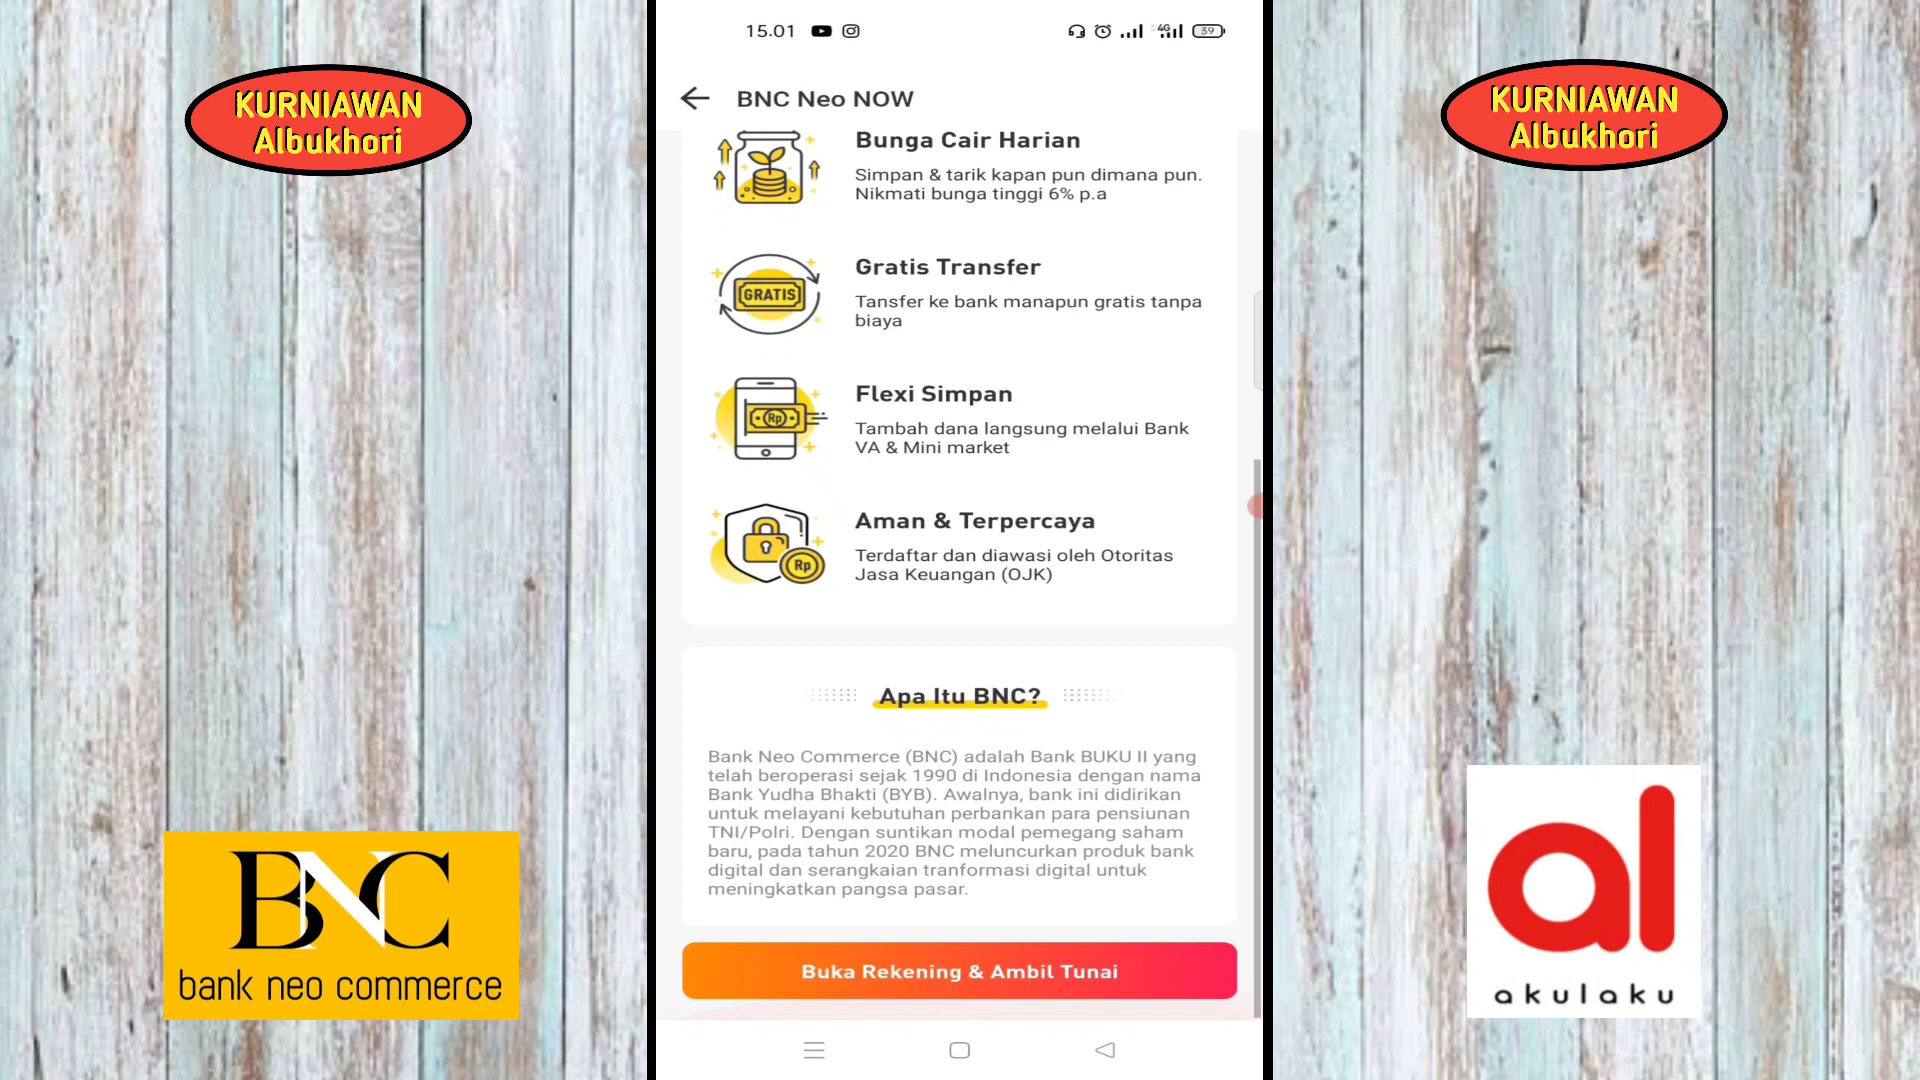 KURNIAWAN
Albukhori
KURNIAWAN
Albukhori
15.01
4G
39
BNC Neo NOW
Bunga Cair Harian
Simpan & tarik kapan pun dimana pun.
Nikmati bunga tinggi 6% p.a
GRATIS
Gratis Transfer
Tansfer ke bank manapun gratis tanpa
biaya
Rp
Flexi Simpan
Tambah dana langsung melalui Bank
VA & Mini market
Rp
Aman & Terpercaya
Terdaftar dan diawasi oleh Otoritas
Jasa Keuangan (OJK)
Apa Itu BNC?
Bank Neo Commerce (BNC) adalah Bank BUKU II yang
telah beroperasi sejak 1990 di Indonesia dengan nama
Bank Yudha Bhakti (BYB). Awalnya, bank ini didirikan
untuk melayani kebutuhan perbankan para pensiunan
TNI/Polri. Dengan suntikan modal pemegang saham
baru, pada tahun 2020 BNC meluncurkan produk bank
digital dan serangkaian tranformasi digital untuk
meningkatkan pangsa pasar.
Buka Rekening & Ambil Tunai
BNC
bank neo commerce
al
akulaku